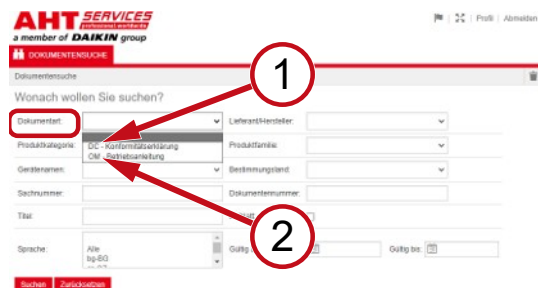 AHT SERVICES
professional worldwide
a member of DAIKIN group
Profil | Abmelden
DOKUMENTENSUCHE
Dokumentensuche
Wonach wollen Sie suchen?
Dokumentart: Lieferant/Hersteller:
Produktkategorie: DC - Konformitätserklärung Produktfamilie:
OM - Betriebsanleitung
Gerätenamen: Bestimmungsland:
Sachnummer: Dokumentennummer:
Titel:
Sprache: Alle Gültig Gültig bis:
bg-BG
Suchen Zurücksetzen
1
2